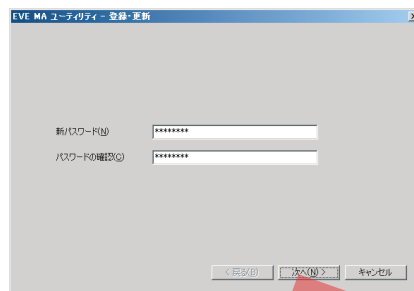 EVE MA ユーティリティ - 登録・更新
新パスワード(N) ********
パスワードの確認(C) ********
< 戻る(B) 次へ(N) > キャンセル